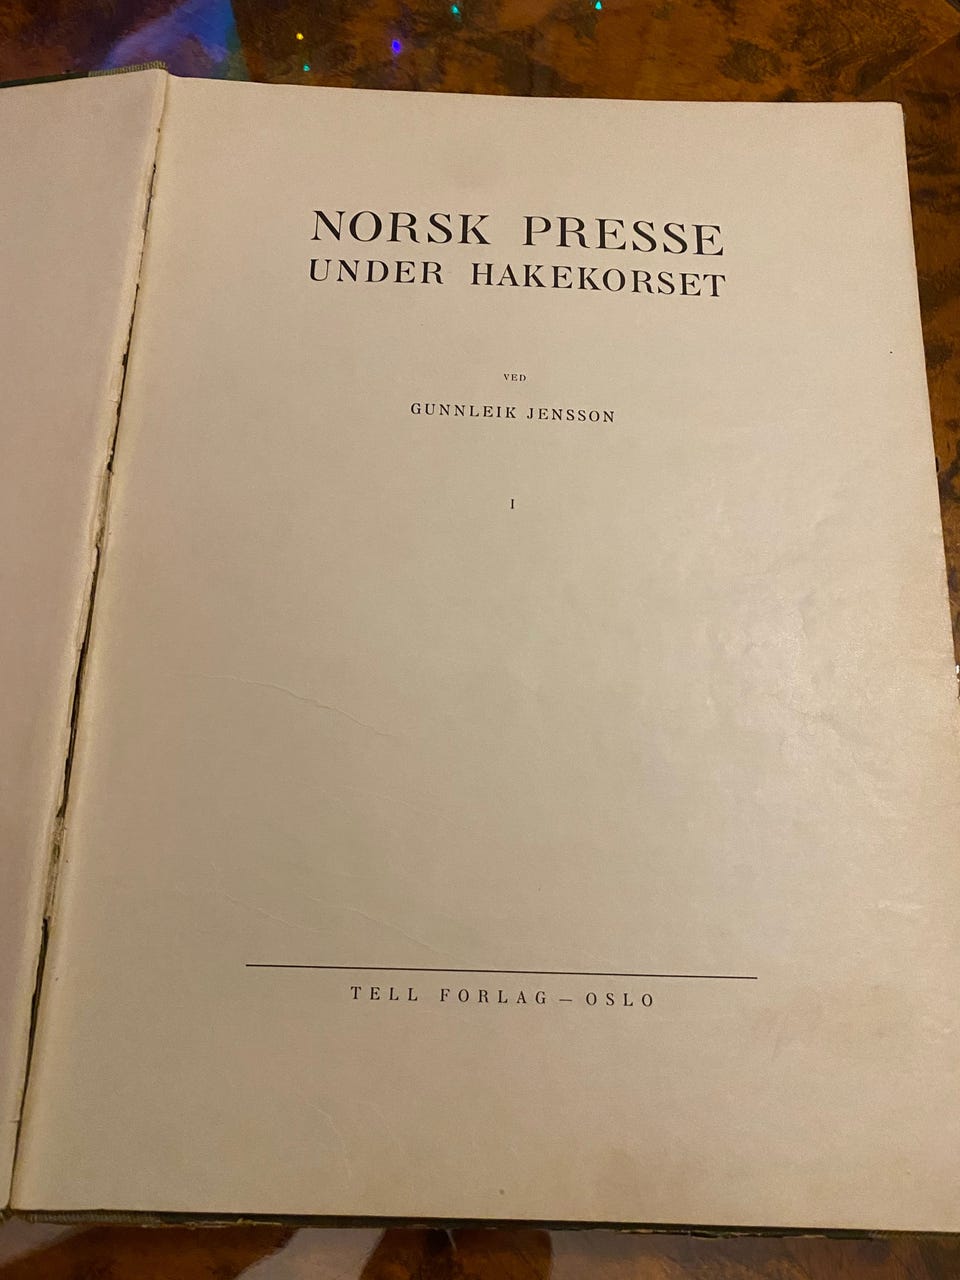 NORSK PRESSE
UNDER HAKEKORSET
VED
GUNNLEIK JENSSON
I
TELL FORLAG – OSLO